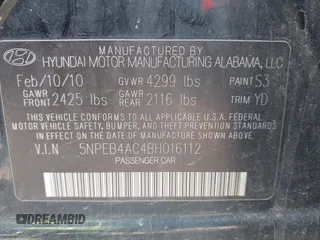 MANUFACTURED BY
HYUNDAI MOTOR MANUFACTURING ALABAMA, LLC
Feb/10/10 GVWR 4299 lbs PAINT S3
GAWR FRONT 2425 lbs GAWR REAR 2116 lbs TRIM YD
THIS VEHICLE CONFORMS TO ALL APPLICABLE
FEDERAL MOTOR VEHICLE SAFETY, BUMPER, AND
THEFT PREVENTION STANDARDS IN EFFECT ON THE
DATE OF MANUFACTURE SHOWN ABOVE.
V.I.N 5NPEB4AC4BH016112
PASSENGER CAR
DREAMBID